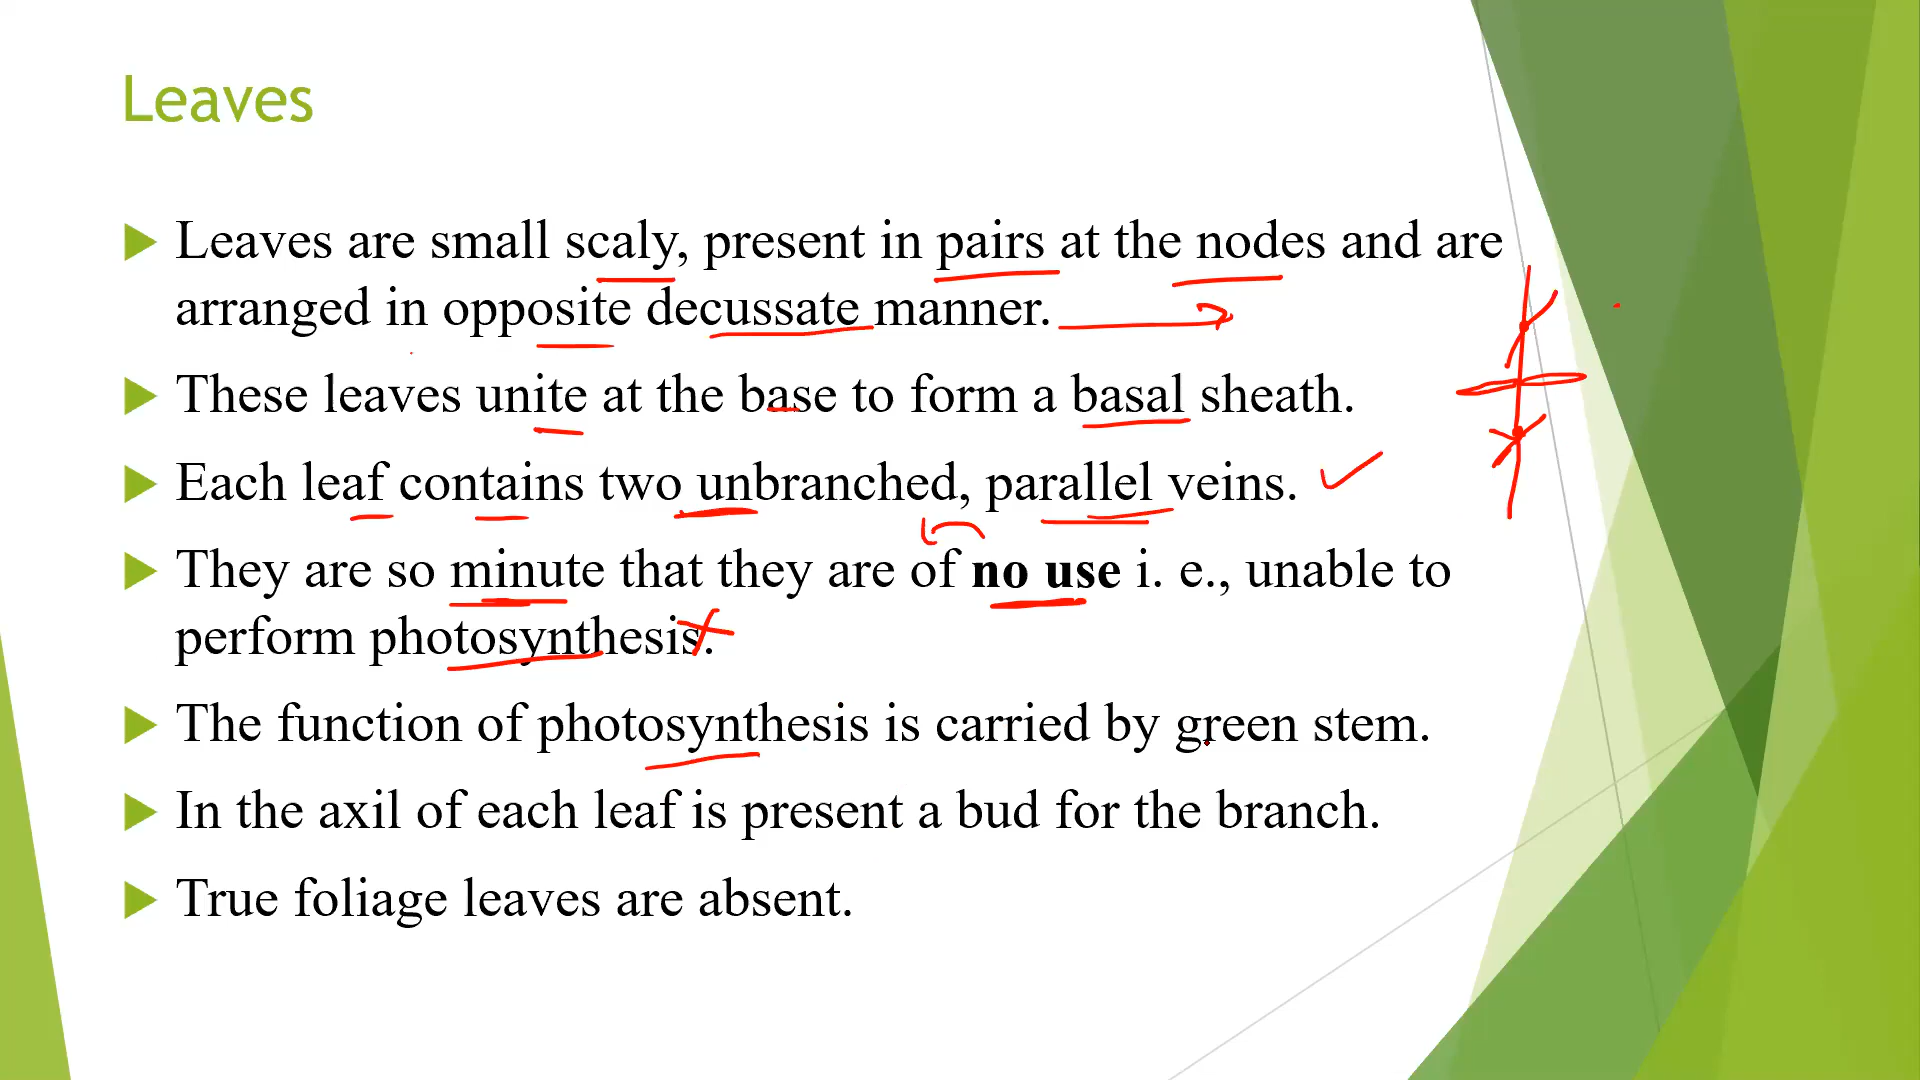 Leaves
Leaves are small scaly, present in pairs at the nodes and are
arranged in opposite decussate manner.
These leaves unite at the base to form a basal sheath.
Each leaf contains two unbranched, parallel veins.
They are so minute that they are of no use i. e., unable to
perform photosynthesis.
The function of photosynthesis is carried by green stem.
In the axil of each leaf is present a bud for the branch.
True foliage leaves are absent.